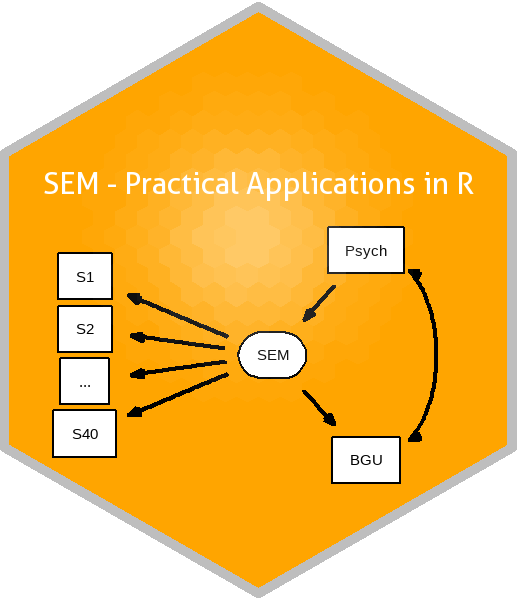 SEM - Practical Applications in R
Psych
S1
S2
SEM
...
S40
BGU